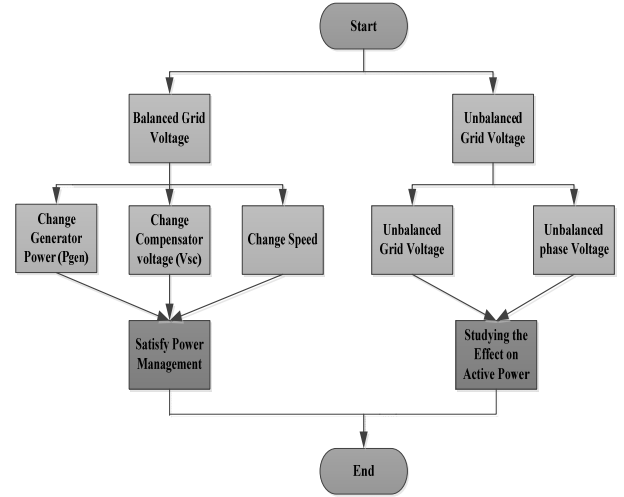 Start
Balanced Grid
Voltage
Unbalanced
Grid Voltage
Change
Generator
Power (Pgen)
Change
Compensator
voltage (Vsc)
Change Speed
Unbalanced
Grid Voltage
Unbalanced
phase Voltage
Satisfy Power
Management
Studying the
Effect on
Active Power
End